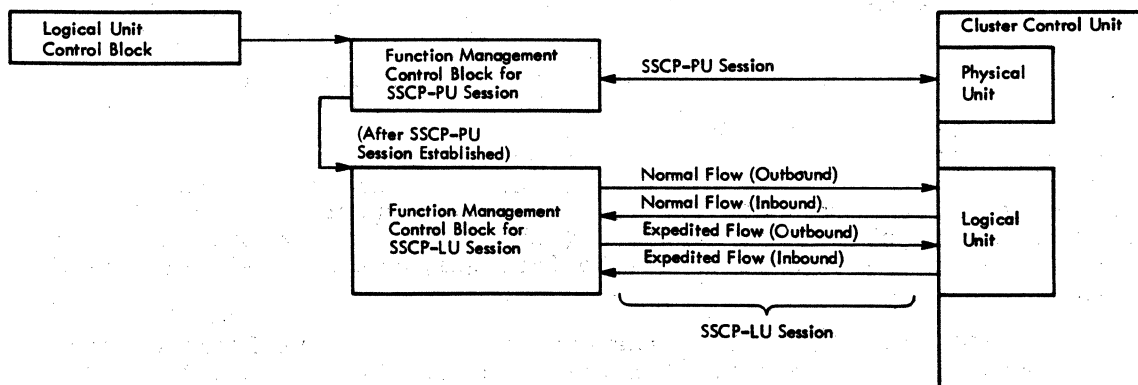 Logical Unit
Control Block
Cluster Control Unit
Function Management
Control Block for
SSCP-PU Session
SSCP-PU Session
Physical
Unit
(After SSCP-PU
Session Established)
Normal Flow (Outbound)
Normal Flow (Inbound)
Expedited Flow (Outbound)
Expedited Flow (Inbound)
Function Management
Control Block for
SSCP-LU Session
Logical
Unit
SSCP-LU Session